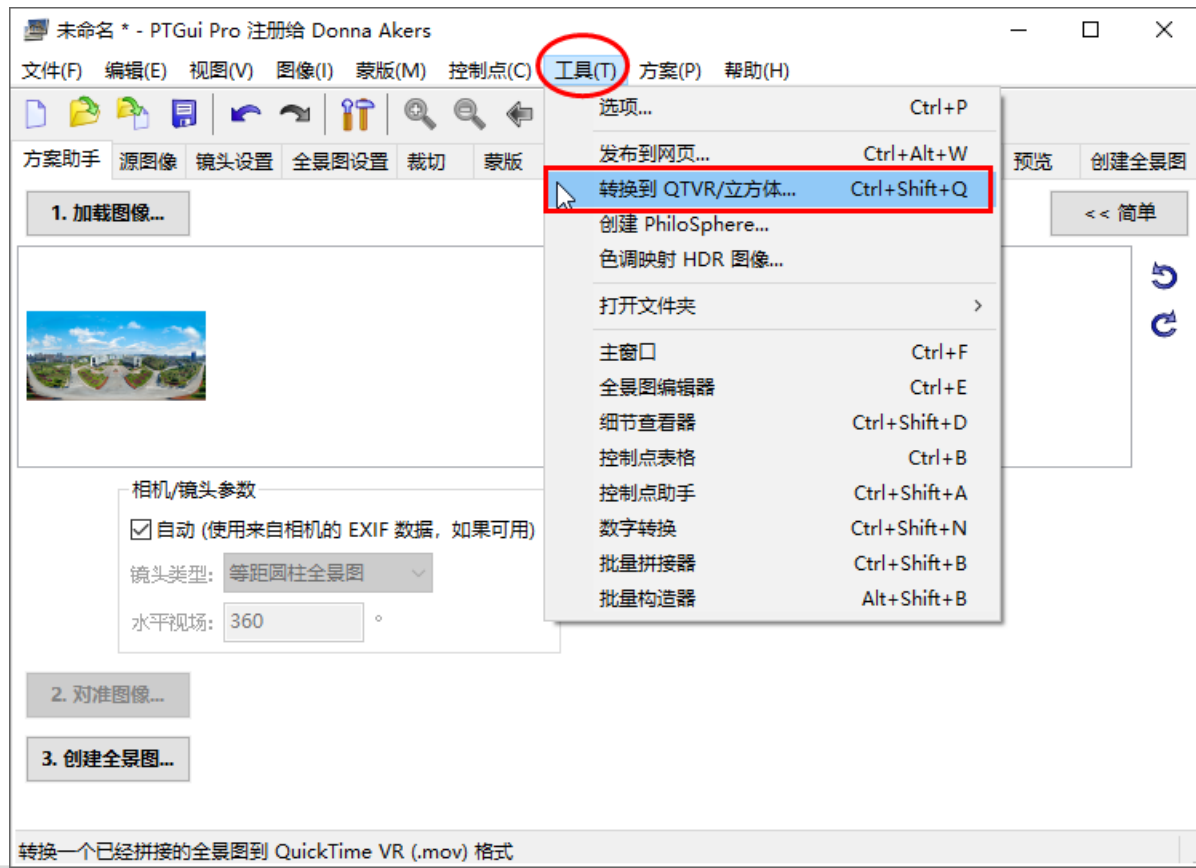 未命名 * - PTGui Pro 注册给 Donna Akers
文件(F) 编辑(E) 视图(V) 图像(I) 蒙版(M) 控制点(C) 工具(T) 方案(P) 帮助(H)
方案助手 源图像 镜头设置 全景图设置 裁切 蒙版 预览 创建全景图
1. 加载图像...
<< 简单
选项... Ctrl+P
发布到网页... Ctrl+Alt+W
转换到 QTVR/立方体... Ctrl+Shift+Q
创建 PhiloSphere...
色调映射 HDR 图像...
打开文件夹
主窗口 Ctrl+F
全景图编辑器 Ctrl+E
细节查看器 Ctrl+Shift+D
控制点表格 Ctrl+B
控制点助手 Ctrl+Shift+A
数字转换 Ctrl+Shift+N
批量拼接器 Ctrl+Shift+B
批量构造器 Alt+Shift+B
相机/镜头参数
自动 (使用来自相机的 EXIF 数据，如果可用)
镜头类型: 等距圆柱全景图
水平视场: 360 °
2. 对准图像...
3. 创建全景图...
转换一个已经拼接的全景图到 QuickTime VR (.mov) 格式